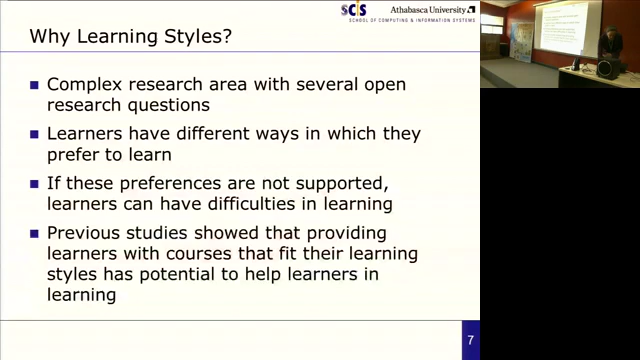 SCIS
Athabasca University
SCHOOL OF COMPUTING & INFORMATION SYSTEMS
Why Learning Styles?
Complex research area with several open
research questions
Learners have different ways in which they
prefer to learn
If these preferences are not supported,
learners can have difficulties in learning
Previous studies showed that providing
learners with courses that fit their learning
styles has potential to help learners in
learning
7